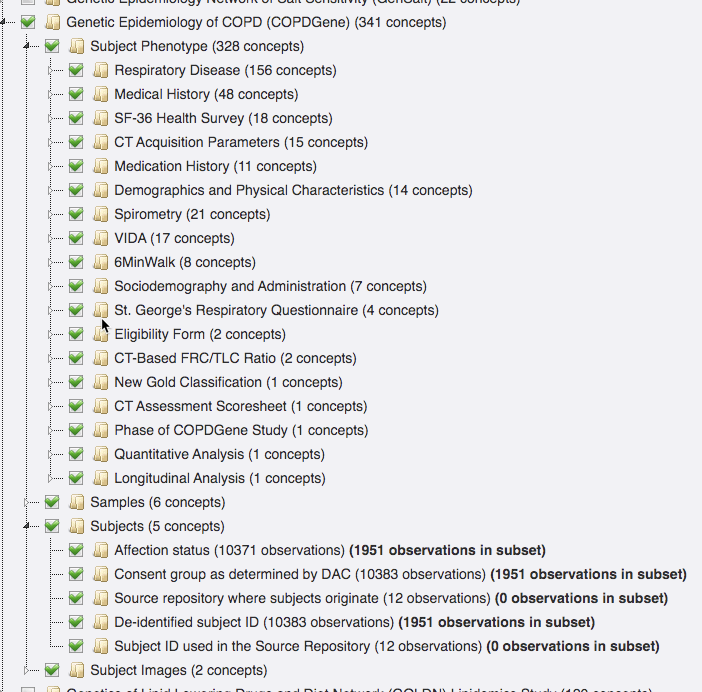 Genetic Epidemiology Network of Salt Sensitivity (GenSalt) (22 concepts)
Genetic Epidemiology of COPD (COPDGene) (341 concepts)
Subject Phenotype (328 concepts)
Respiratory Disease (156 concepts)
Medical History (48 concepts)
SF-36 Health Survey (18 concepts)
CT Acquisition Parameters (15 concepts)
Medication History (11 concepts)
Demographics and Physical Characteristics (14 concepts)
Spirometry (21 concepts)
VIDA (17 concepts)
6MinWalk (8 concepts)
Sociodemography and Administration (7 concepts)
St. George's Respiratory Questionnaire (4 concepts)
Eligibility Form (2 concepts)
CT-Based FRC/TLC Ratio (2 concepts)
New Gold Classification (1 concepts)
CT Assessment Scoresheet (1 concepts)
Phase of COPDGene Study (1 concepts)
Quantitative Analysis (1 concepts)
Longitudinal Analysis (1 concepts)
Samples (6 concepts)
Subjects (5 concepts)
Affection status (10371 observations) (1951 observations in subset)
Consent group as determined by DAC (10383 observations) (1951 observations in subset)
Source repository where subjects originate (12 observations) (0 observations in subset)
De-identified subject ID (10383 observations) (1951 observations in subset)
Subject ID used in the Source Repository (12 observations) (0 observations in subset)
Subject Images (2 concepts)
Genetics of Lipid Lowering Drugs and Diet Network (GOLDN) Lipidomics Study